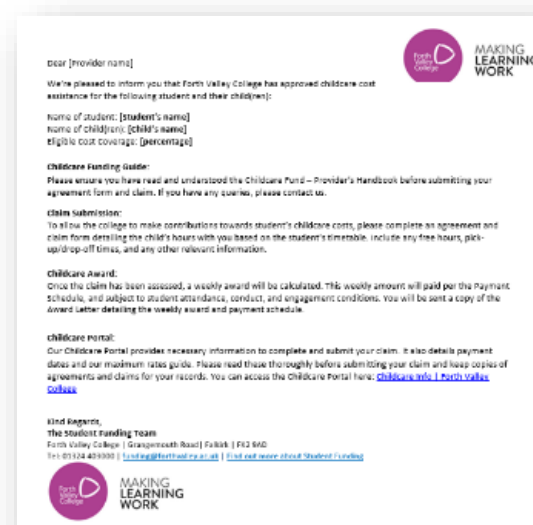 Forth
Valley
College
MAKING
LEARNING
WORK
Dear [Provider name]
We're pleased to inform you that Forth Valley College has approved childcare cost
assistance for the following student and their child(ren):
Name of student: [Student's name]
Name of Child(ren): [Child's name]
Eligible Cost Coverage: [percentage]
Childcare Funding Guide:
Please ensure you have read and understood the Childcare Fund – Provider's Handbook before submitting your
agreement form and claim. If you have any queries, please contact us.
Claim Submission:
To allow the college to make contributions towards student's childcare costs, please complete an agreement and
claim form detailing the child's hours with you based on the student's timetable. Include any free hours, pick-
up/drop-off times, and any other relevant information.
Childcare Award:
Once the claim has been assessed, a weekly award will be calculated. This weekly amount will paid per the Payment
Schedule, and subject to student attendance, conduct, and engagement conditions. You will be sent a copy of the
Award Letter detailing the weekly award and payment schedule.
Childcare Portal:
Our Childcare Portal provides necessary information to complete and submit your claim. It also details payment
dates and our maximum rates guide. Please read these thoroughly before submitting your claim and keep copies of
agreements and claims for your records. You can access the Childcare Portal here: Childcare Info | Forth Valley
College
Kind Regards,
The Student Funding Team
Forth Valley College | Grangemouth Road| Falkirk | FK2 9AD
Tel: 01324 403000 | funding@forthvalley.ac.uk | Find out more about Student Funding
Forth
Valley
College
MAKING
LEARNING
WORK